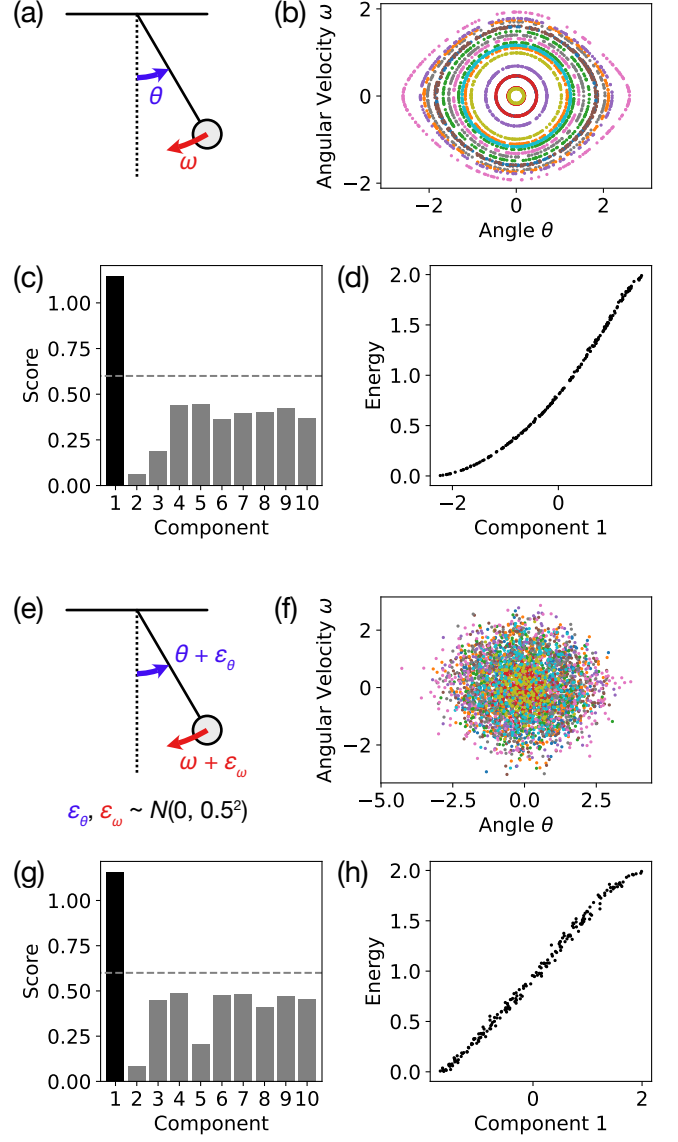 (a)
θ
ω
(b)
Angular Velocity ω
2
0
−2
−2 0 2
Angle θ
(c)
Score
1.00
0.75
0.50
0.25
0.00
1 2 3 4 5 6 7 8 9 10
Component
(d)
Energy
2.0
1.5
1.0
0.5
0.0
−2 0
Component 1
(e)
θ + ε_θ
ω + ε_ω
ε_θ, ε_ω ~ N(0, 0.5²)
(f)
Angular Velocity ω
2
0
−2
−5.0 −2.5 0.0 2.5
Angle θ
(g)
Score
1.00
0.75
0.50
0.25
0.00
1 2 3 4 5 6 7 8 9 10
Component
(h)
Energy
2.0
1.5
1.0
0.5
0.0
0 2
Component 1